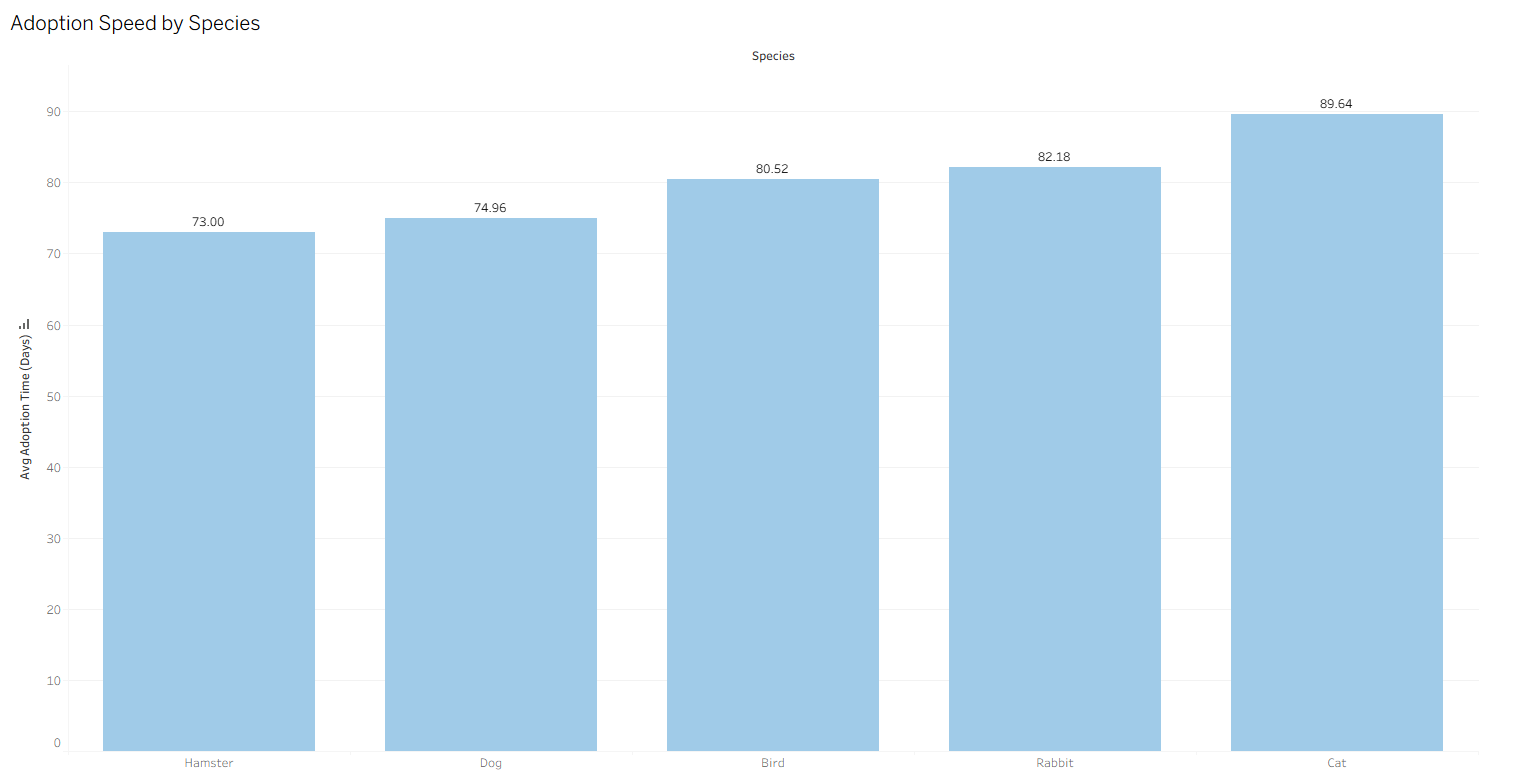 Adoption Speed by Species
Species
Avg Adoption Time (Days)
90
80
70
60
50
40
30
20
10
0
73.00
74.96
80.52
82.18
89.64
Hamster
Dog
Bird
Rabbit
Cat